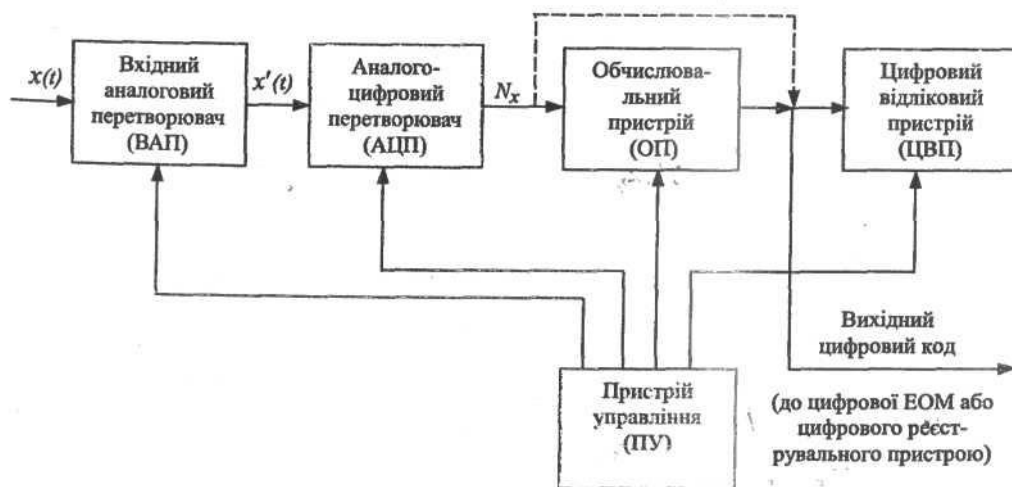 x(t)
Вхідний
аналоговий
перетворювач
(ВАП)
x'(t)
Аналого-
цифровий
перетворювач
(АЦП)
Nx
Обчислюва-
льний
пристрій
(ОП)
Цифровий
відліковий
пристрій
(ЦВП)
Пристрій
управління
(ПУ)
Вихідний
цифровий код
(до цифрової ЕОМ або
цифрового реєст-
рувального пристрою)